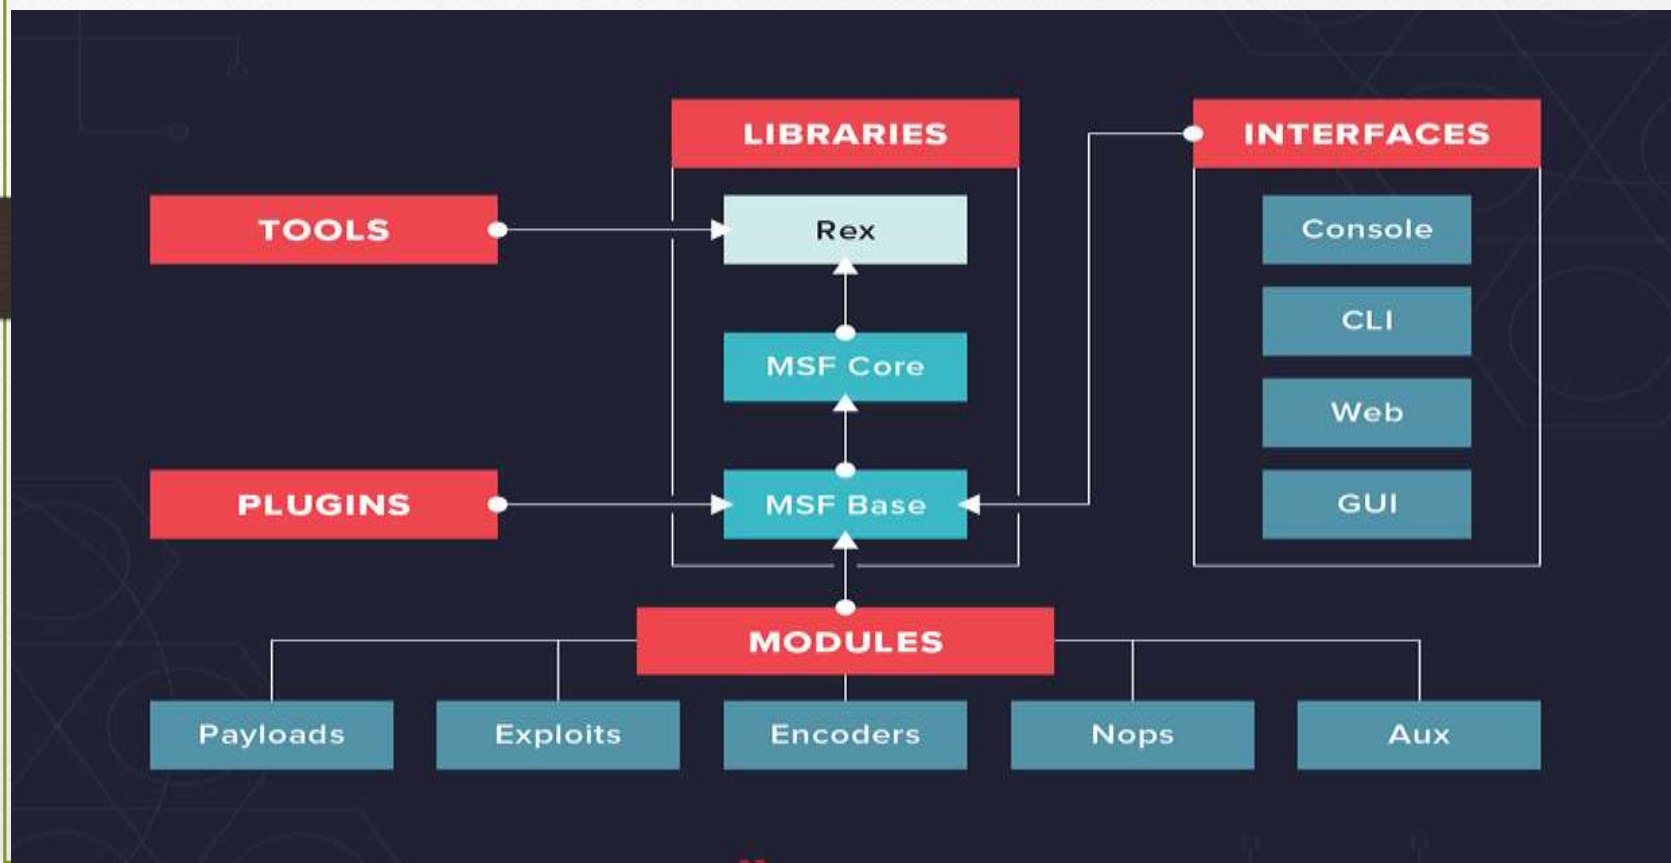 LIBRARIES
INTERFACES
TOOLS
Rex
Console
MSF Core
CLI
Web
PLUGINS
MSF Base
GUI
MODULES
Payloads
Exploits
Encoders
Nops
Aux